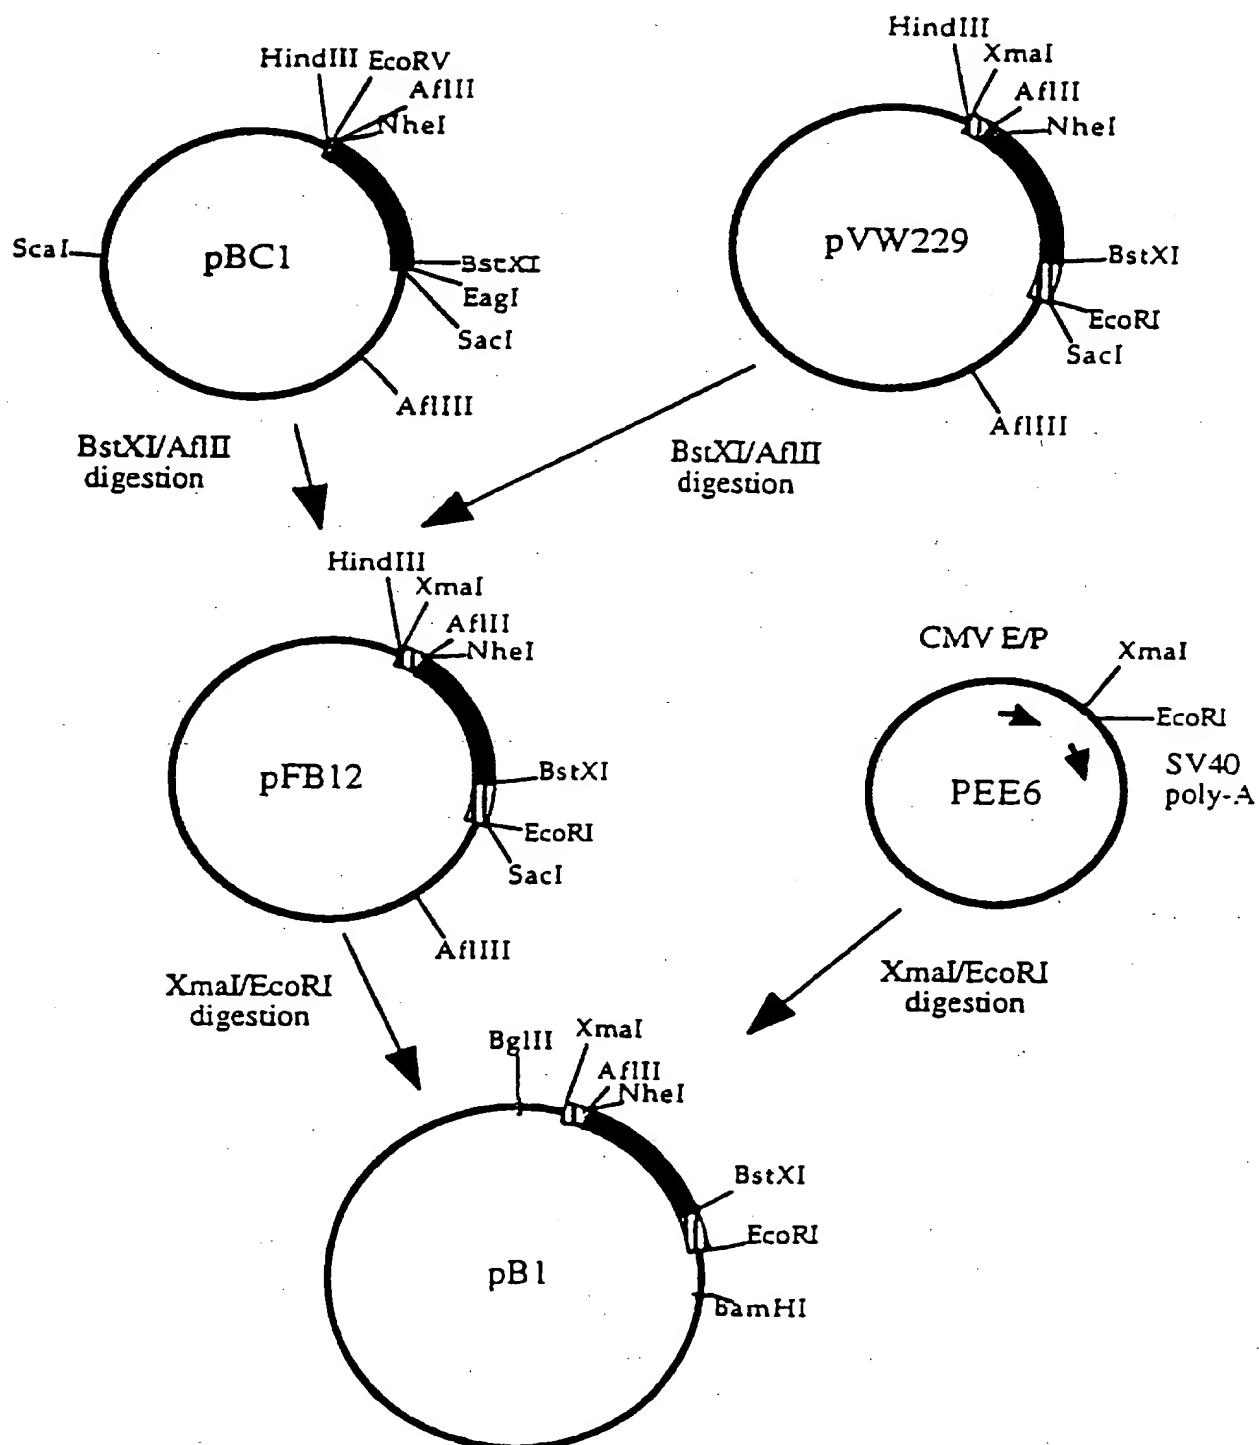 HindIII
EcoRV
AflII
NheI
ScaI
pBC1
BstXI
EagI
SacI
AflIII
HindIII
XmaI
AflII
NheI
pVW229
BstXI
EcoRI
SacI
AflIII
BstXI/AflII
digestion
BstXI/AflII
digestion
HindIII
XmaI
AflII
NheI
pFB12
BstXI
EcoRI
SacI
AflIII
CMV E/P
XmaI
EcoRI
SV40
poly-A
PEE6
XmaI/EcoRI
digestion
XmaI/EcoRI
digestion
BglII
XmaI
AflII
NheI
BstXI
EcoRI
pB1
bamHI